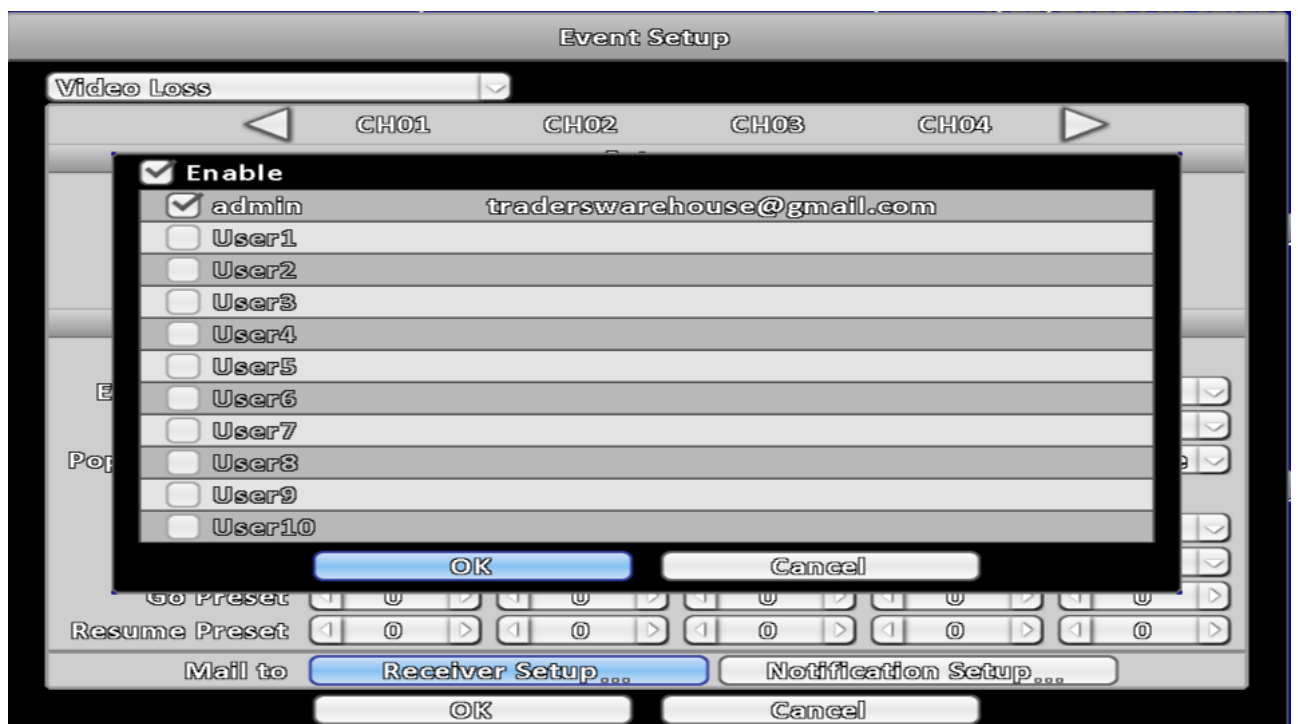 Event Setup
Video Loss
CH01 CH02 CH03 CH04
Enable
admin traderswarehouse@gmail.com
User1
User2
User3
User4
User5
User6
User7
User8
User9
User10
OK Cancel
Go Preset 0 0 0 0 0
Resume Preset 0 0 0 0 0
Mail to Receiver Setup... Notification Setup...
OK Cancel